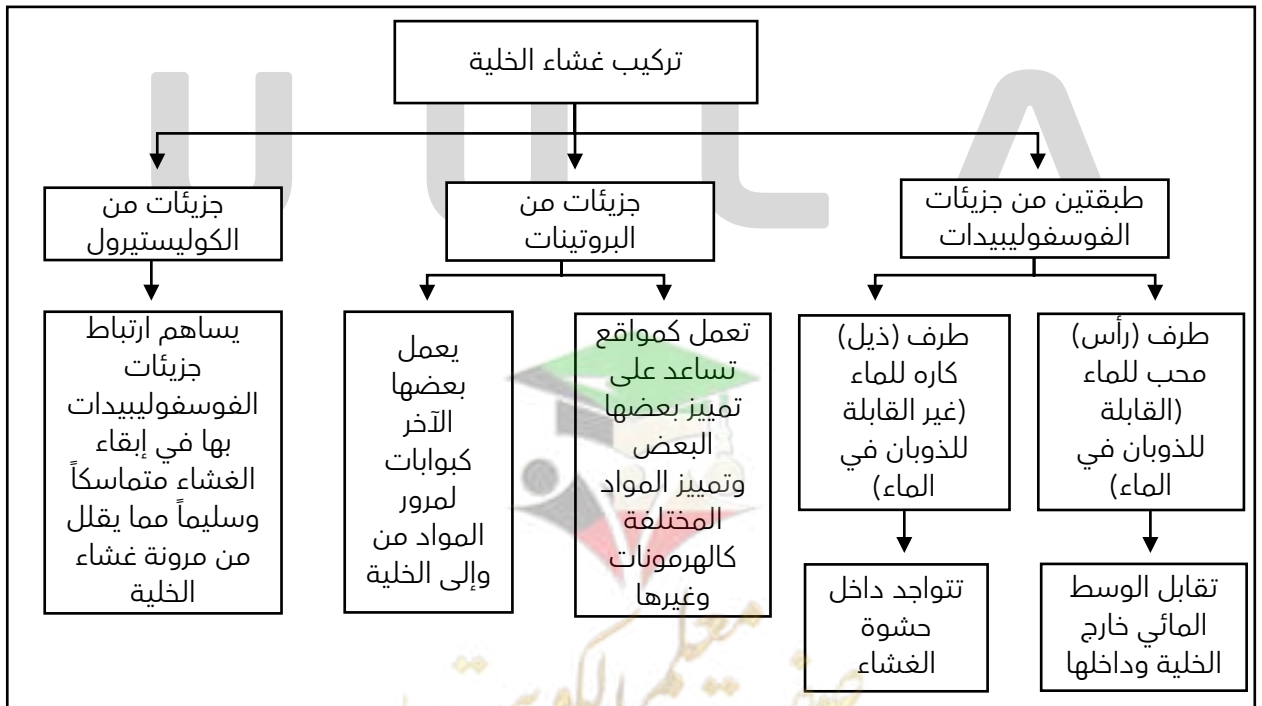 تركيب غشاء الخلية
UULA
طبقتين من جزيئات
الفوسفوليبيدات
جزيئات من
البروتينات
جزيئات من
الكوليستيرول
طرف (رأس)
محب للماء
(القابلة
للذوبان في
الماء)
طرف (ذيل)
كاره للماء
(غير القابلة
للذوبان في
الماء)
تعمل كمواقع
تساعد على
تمييز بعضها
البعض
وتمييز المواد
المختلفة
كالهرمونات
وغيرها
يعمل
بعضها
الآخر
كبوابات
لمرور
المواد من
وإلى الخلية
يساهم ارتباط
جزيئات
الفوسفوليبيدات
بها في إبقاء
الغشاء متماسكاً
وسليماً مما يقلل
من مرونة غشاء
الخلية
تقابل الوسط
المائي خارج
الخلية وداخلها
تتواجد داخل
حشوة
الغشاء